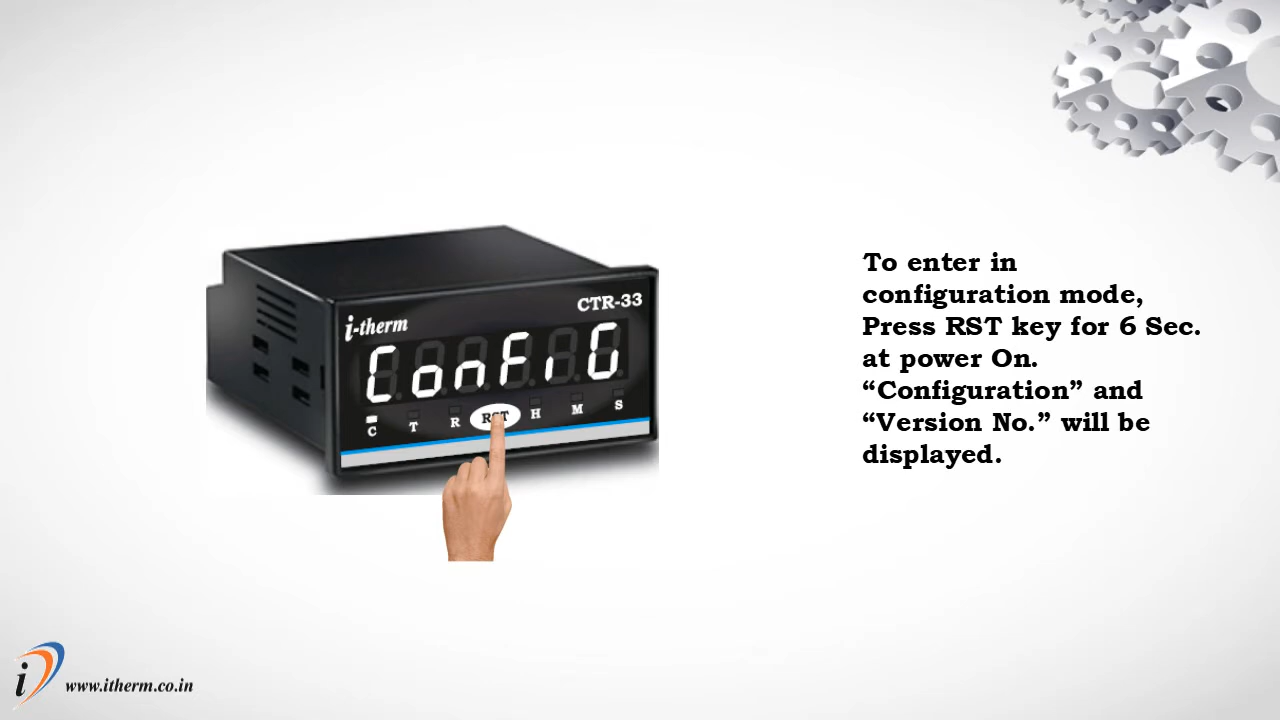 To enter in
configuration mode,
Press RST key for 6 Sec.
at power On.
“Configuration” and
“Version No.” will be
displayed.
CTR-33
i-therm
ConFiG
C T R RST H M S
i
www.itherm.co.in